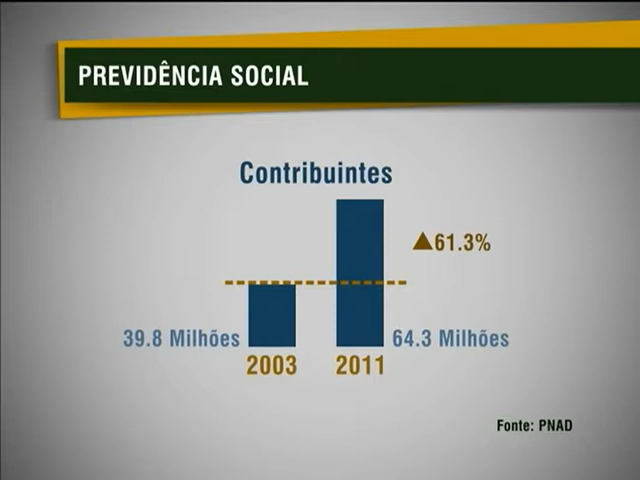 PREVIDÊNCIA SOCIAL
Contribuintes
▲61.3%
39.8 Milhões
64.3 Milhões
2003 2011
Fonte: PNAD